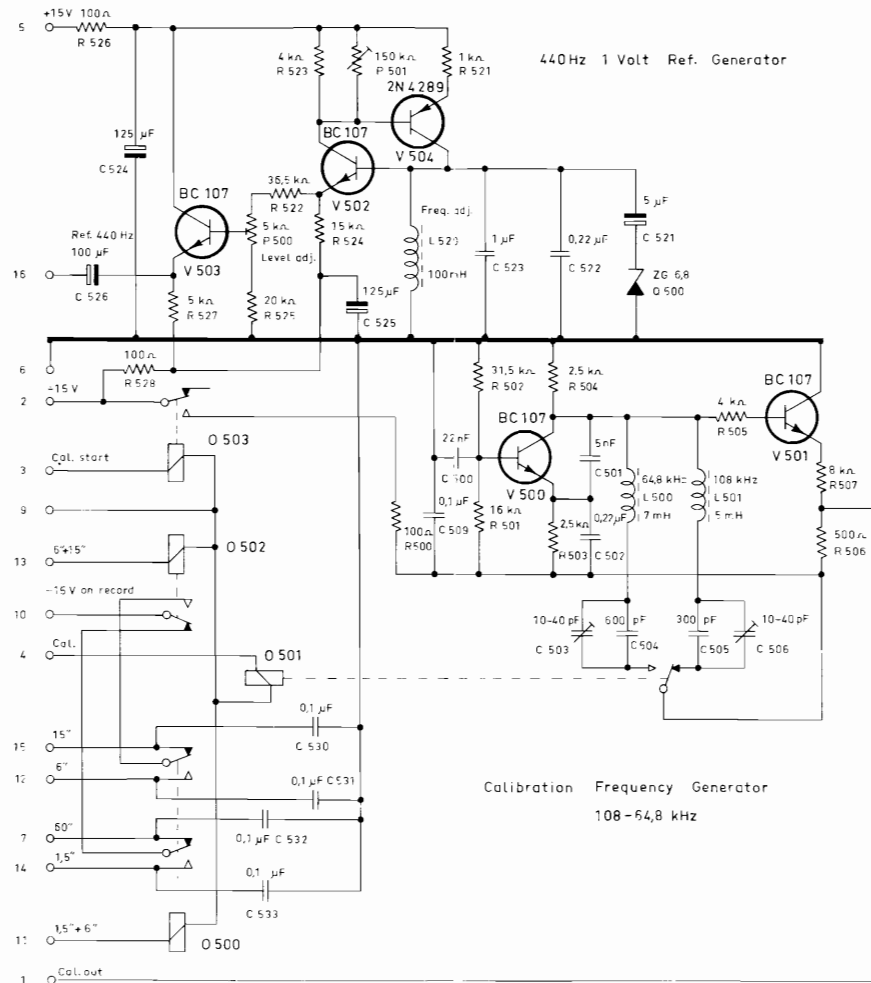 +15V 100Ω
5
R 526
4 kΩ
R 523
150 kΩ
P 501
1 kΩ
R 521
440Hz 1 Volt Ref. Generator
2N 4289
V 504
125 µF
C 524
BC 107
V 502
BC 107
V 503
36,5 kΩ
R 522
5 kΩ
P 500
Level adj.
15 kΩ
R 524
Freq. adj.
L 520
100mH
1 µF
C 523
0,22 µF
C 522
5 µF
C 521
ZG 6,8
Q 500
Ref. 440 Hz
100 µF
16
C 526
5 kΩ
R 527
20 kΩ
R 525
125µF
C 525
6
100Ω
R 528
-15 V
2
31,5 kΩ
R 502
2,5 kΩ
R 504
BC 107
V 501
BC 107
V 500
4 kΩ
R 505
22nF
C 500
5nF
C 501
64,8 kHz
L 500
7 mH
108 kHz
L 501
5 mH
8 kΩ
R 507
O 503
Cal. start
3
9
0,1 µF
C 509
100Ω
R 500
16 kΩ
R 501
2,5kΩ
R 503
0,22µF
C 502
500Ω
R 506
O 502
6"+15"
13
-15V on record
10
10-40 pF
C 503
600 pF
C 504
300 pF
C 505
10-40 pF
C 506
Cal.
4
O 501
0,1 µF
C 530
15"
15
6"
12
0,1 µF C531
60"
7
0,1 µF C 532
1,5"
14
0,1 µF
C 533
Calibration Frequency Generator
108-64,8 kHz
1,5"+ 6"
11
O 500
Cal. out
1